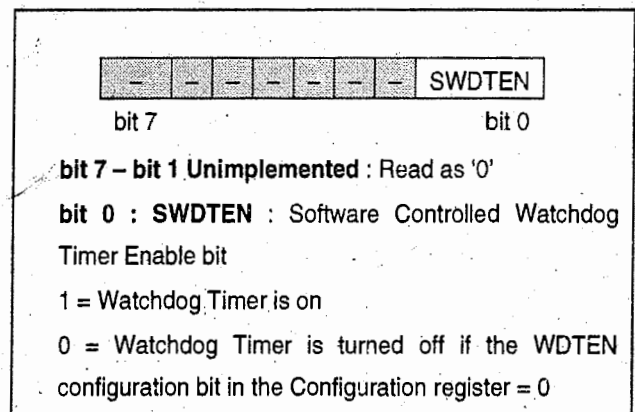 – – – – – – – SWDTEN
bit 7 bit 0
bit 7 – bit 1 Unimplemented : Read as '0'
bit 0 : SWDTEN : Software Controlled Watchdog
Timer Enable bit
1 = Watchdog Timer is on
0 = Watchdog Timer is turned off if the WDTEN
configuration bit in the Configuration register = 0